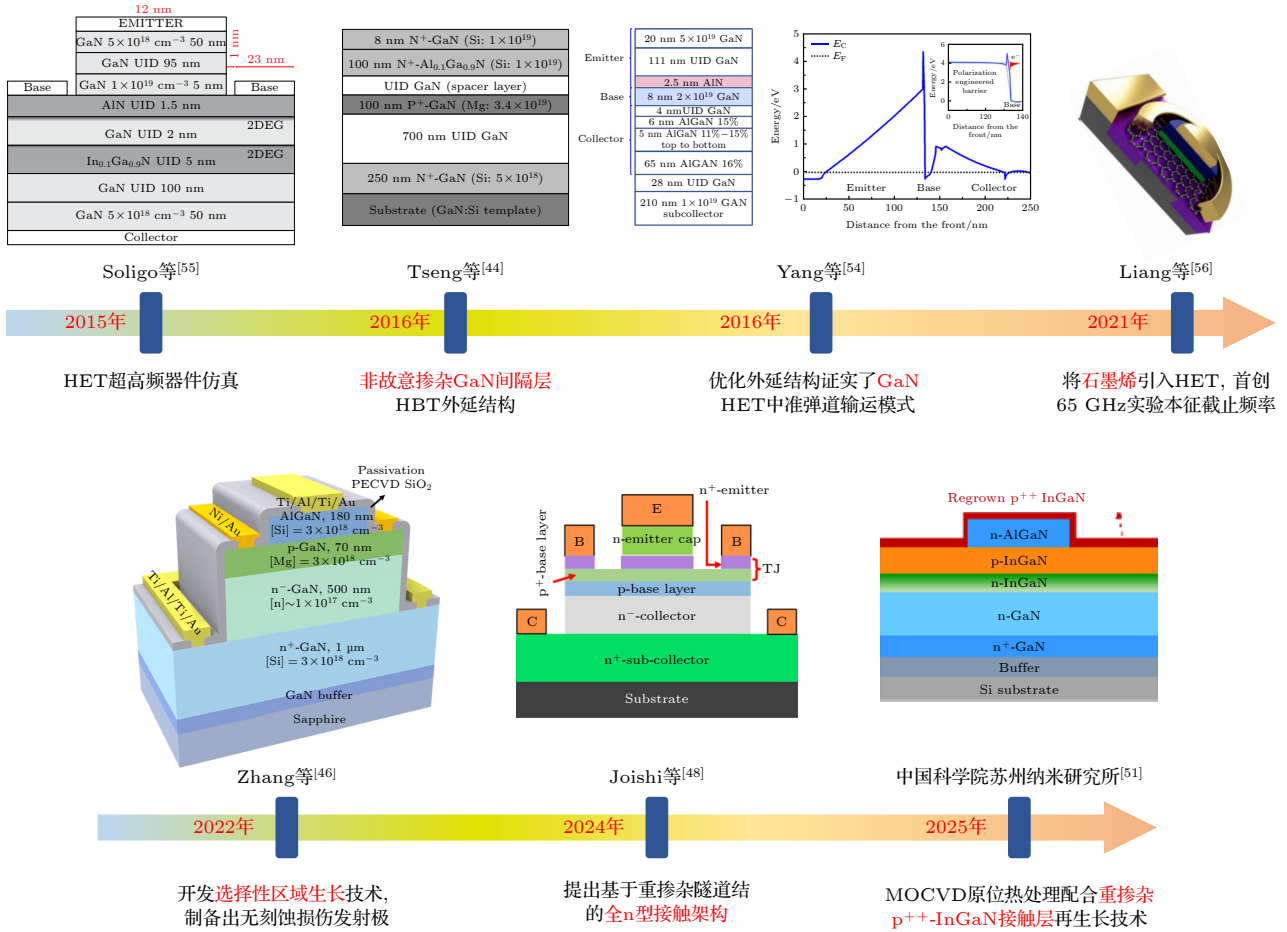 12 nm
EMITTER
GaN 5×10¹⁸ cm⁻³ 50 nm
GaN UID 95 nm
1 nm
23 nm
GaN 1×10¹⁹ cm⁻³ 5 nm
Base
Base
AlN UID 1.5 nm
2DEG
GaN UID 2 nm
2DEG
In₀.₁Ga₀.₉N UID 5 nm
GaN UID 100 nm
GaN 5×10¹⁸ cm⁻³ 50 nm
Collector
8 nm N⁺-GaN (Si: 1×10¹⁹)
100 nm N⁺-Al₀.₁Ga₀.₉N (Si: 1×10¹⁹)
UID GaN (spacer layer)
100 nm P⁺-GaN (Mg: 3.4×10¹⁹)
700 nm UID GaN
250 nm N⁺-GaN (Si: 5×10¹⁸)
Substrate (GaN:Si template)
Emitter
Base
Collector
20 nm 5×10¹⁹ GaN
111 nm UID GaN
2.5 nm AlN
8 nm 2×10¹⁹ GaN
4 nmUID GaN
6 nm AlGaN 15%
5 nm AlGaN 11%−15%
top to bottom
65 nm AlGAN 16%
28 nm UID GaN
210 nm 1×10¹⁹ GAN
subcollector
5
4
3
2
1
0
−1
Energy/eV
E_C
E_F
Energy/eV
4
2
0
e⁻
Polarization
engineered
barrier
Base
0
140
Distance from the
front/nm
Emitter
Base
Collector
0
50
100
150
200
250
Distance from the front/nm
Soligo等[55]
Tseng等[44]
Yang等[54]
Liang等[56]
2015年
2016年
2016年
2021年
HET超高频器件仿真
非故意掺杂GaN间隔层
HBT外延结构
优化外延结构证实了GaN
HET中准弹道输运模式
将石墨烯引入HET, 首创
65 GHz实验本征截止频率
Passivation
PECVD SiO₂
Ti/Al/Ti/Au
Ni/Au
AlGaN, 180 nm
[Si] = 3×10¹⁸ cm⁻³
p-GaN, 70 nm
[Mg] = 3×10¹⁸ cm⁻³
Ti/Al/Ti/Au
n⁻-GaN, 500 nm
[n]~1×10¹⁷ cm⁻³
n⁺-GaN, 1 μm
[Si] = 3×10¹⁸ cm⁻³
GaN buffer
Sapphire
n⁺-emitter
E
B
B
n-emitter cap
p⁺-base layer
TJ
p-base layer
n⁻-collector
C
C
n⁺-sub-collector
Substrate
Regrown p⁺⁺ InGaN
n-AlGaN
p-InGaN
n-InGaN
n-GaN
n⁺-GaN
Buffer
Si substrate
Zhang等[46]
Joishi等[48]
中国科学院苏州纳米研究所[51]
2022年
2024年
2025年
开发选择性区域生长技术,
制备出无刻蚀损伤发射极
提出基于重掺杂隧道结
的全n型接触架构
MOCVD原位热处理配合重掺杂
p⁺⁺-InGaN接触层再生长技术